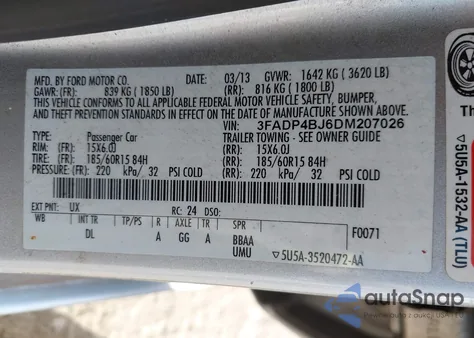 MFD. BY FORD MOTOR CO. DATE: 03/13 GVWR: 1642 KG ( 3620 LB)
GAWR: (FR): 839 KG ( 1850 LB) (RR): 816 KG ( 1800 LB)
THIS VEHICLE CONFORMS TO ALL APPLICABLE FEDERAL MOTOR VEHICLE SAFETY, BUMPER,
AND THEFT PREVENTION STANDARDS IN EFFECT ON THE DATE OF MANUFACTURE SHOWN ABOVE.
VIN: 3FADP4BJ6DM207026
TYPE: Passenger Car TRAILER TOWING - SEE OWNER GUIDE
RIM: (FR): 15X6.0J (RR): 15X6.0J
TIRE: (FR): 185/60R15 84H (RR): 185/60R15 84H
PRESSURE: (FR): 220 kPa/ 32 PSI COLD (RR): 220 kPa/ 32 PSI COLD
EXT PNT: UX RC: 24 DSO: F0071
WB INT TR TP/PS R AXLE TR SPR
DL A GG A BBAA
UMU ▽5U5A-3520472-AA
Th
5U5A-1532-AA (TLU)
autoSnap